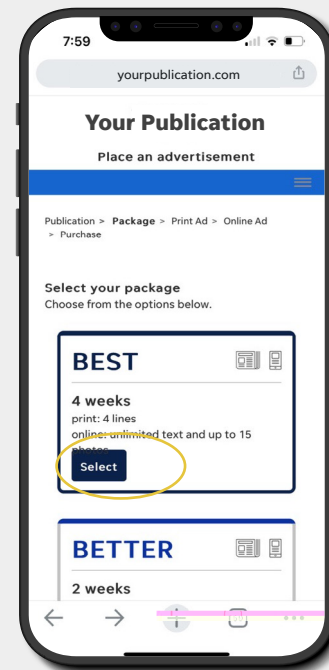 7:59
yourpublication.com
Your Publication
Place an advertisement
Publication > Package > Print Ad > Online Ad
> Purchase
Select your package
Choose from the options below.
BEST
4 weeks
print: 4 lines
online: unlimited text and up to 15
photos
Select
BETTER
2 weeks